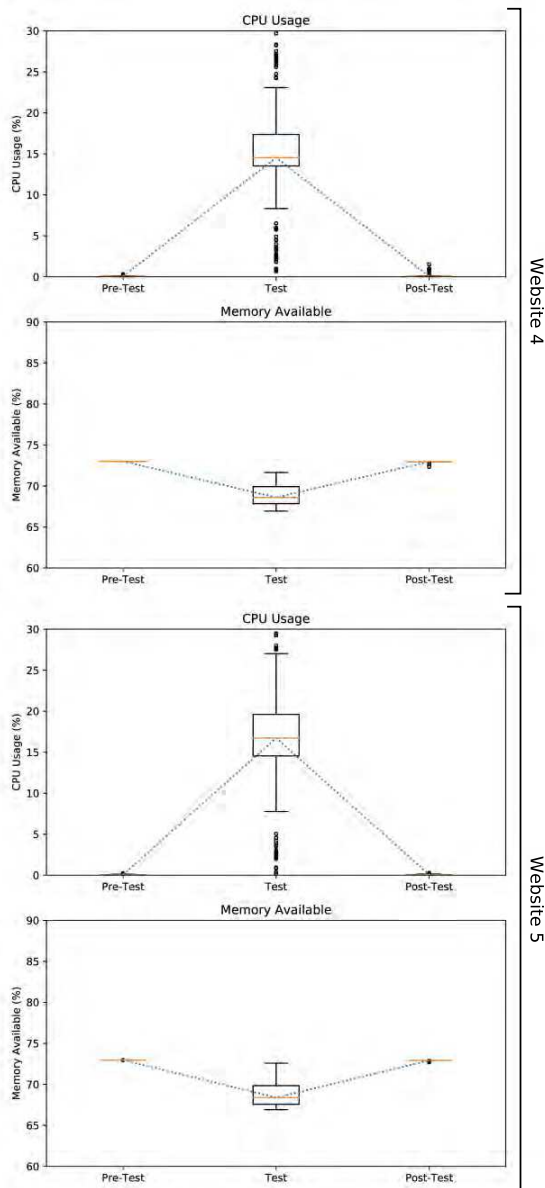 CPU Usage
30
25
20
15
10
5
0
CPU Usage (%)
Pre-Test Test Post-Test
Memory Available
90
85
80
75
70
65
60
Memory Available (%)
Pre-Test Test Post-Test
Website 4
CPU Usage
30
25
20
15
10
5
0
CPU Usage (%)
Pre-Test Test Post-Test
Memory Available
90
85
80
75
70
65
60
Memory Available (%)
Pre-Test Test Post-Test
Website 5